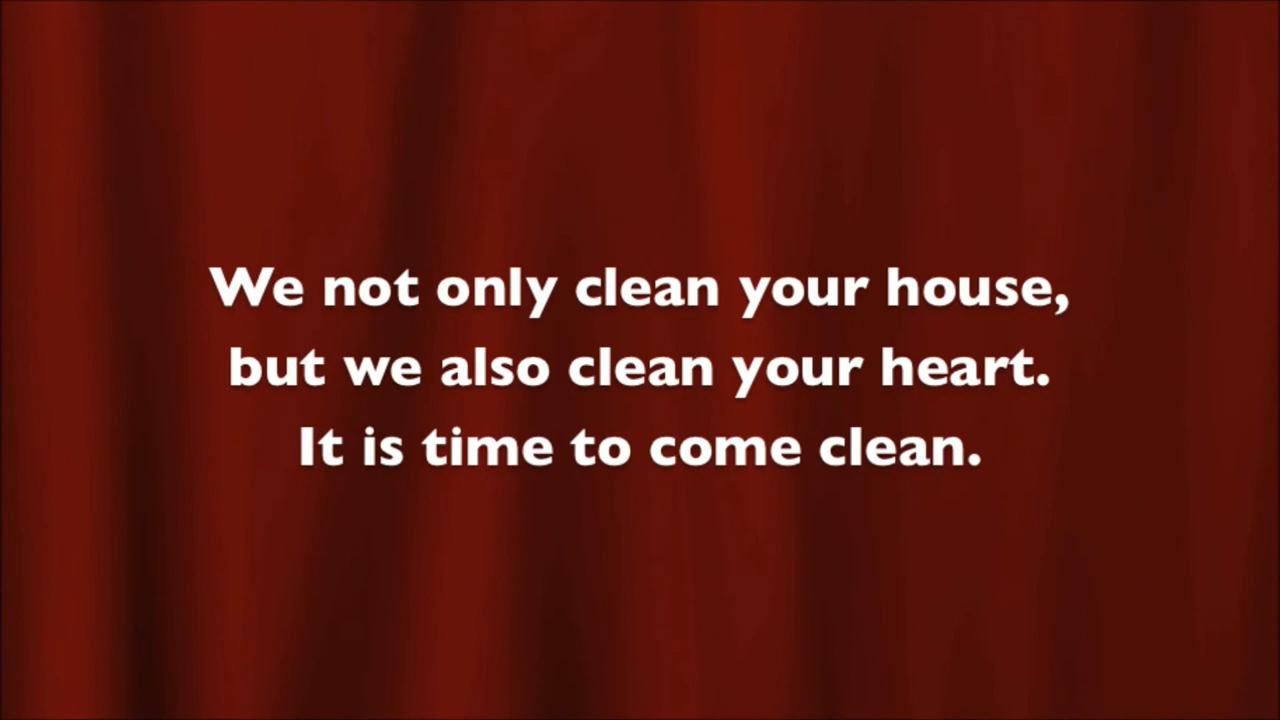 We not only clean your house,
but we also clean your heart.
It is time to come clean.